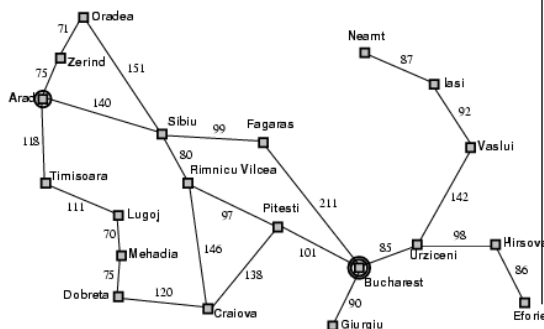 Oradea
71
Neamt
Zerind
87
75
151
Iasi
Arad
140
92
Sibiu
99
Fagaras
118
Vaslui
80
Timisoara
Rimnicu Vilcea
111
Lugoj
97
Pitesti
211
142
70
146
101
85
98
Hirsova
Mehadia
Urziceni
75
138
86
Bucharest
Dobreta
120
90
Craiova
Eforie
Giurgiu